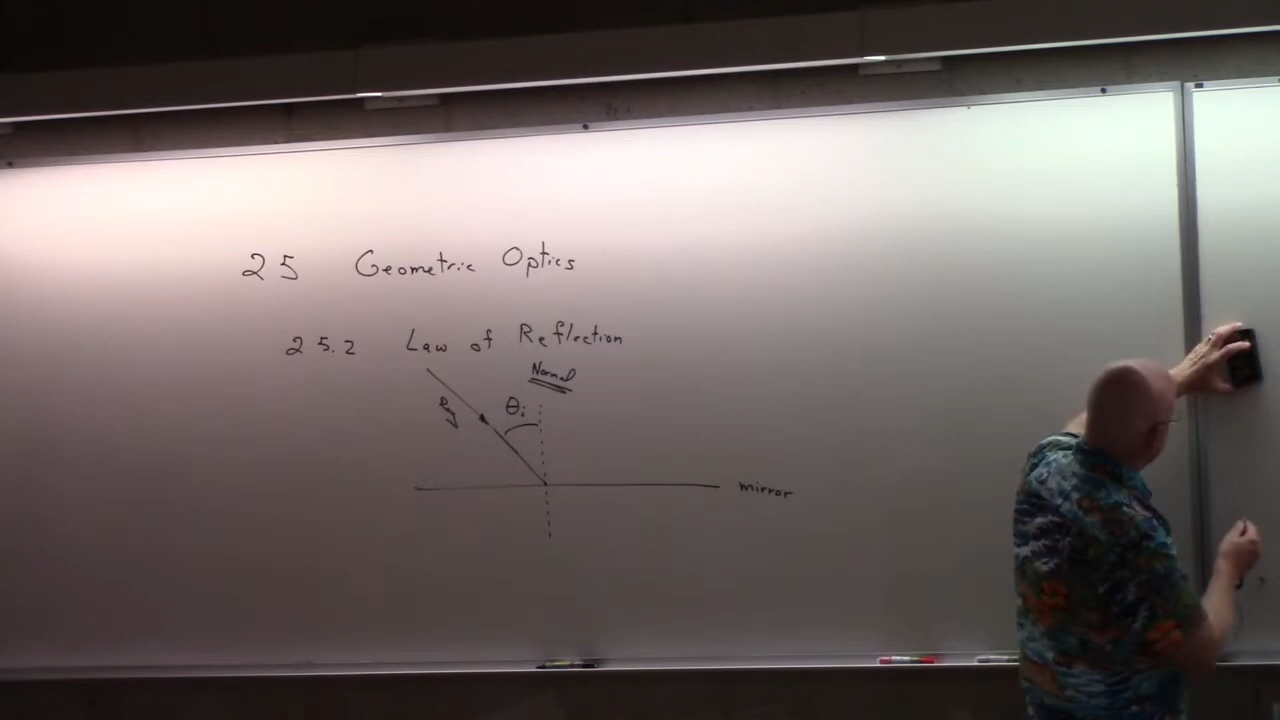 25 Geometric Optics
25.2 Law of Reflection
Normal
Ray
θi
mirror